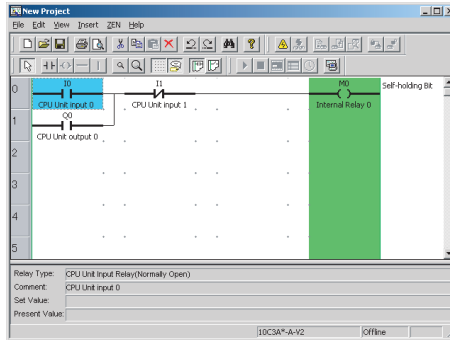 New Project
File Edit View Insert ZEN Help
0 I0 I1 M0 Self-holding Bit
CPU Unit input 0 CPU Unit input 1 Internal Relay 0
1 Q0
CPU Unit output 0
2
3
4
5
Relay Type: CPU Unit Input Relay(Normally Open)
Comment: CPU Unit input 0
Set Value:
Present Value:
10C3A*-A-V2 Offline